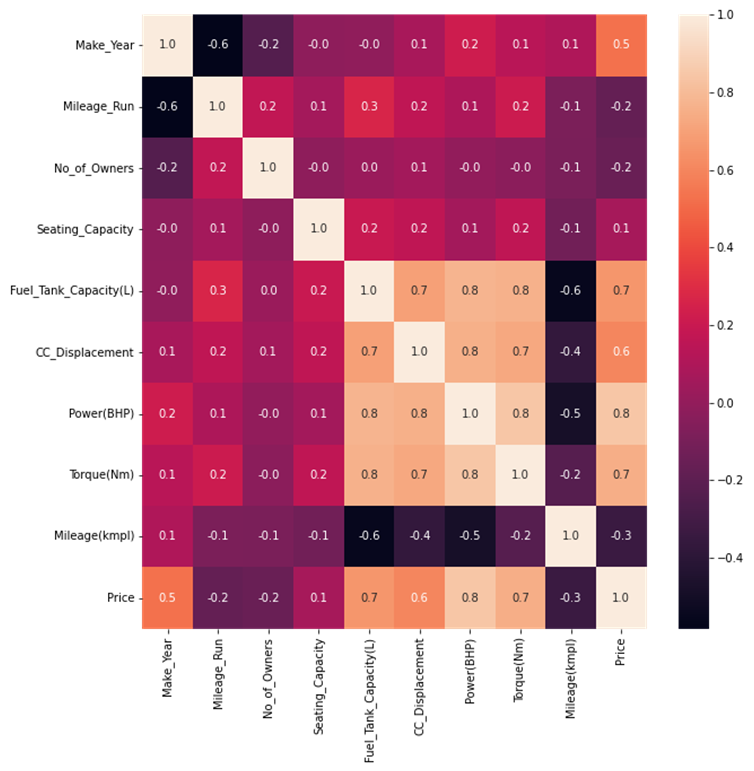 Make_Year 1.0 -0.6 -0.2 -0.0 -0.0 0.1 0.2 0.1 0.1 0.5
Mileage_Run -0.6 1.0 0.2 0.1 0.3 0.2 0.1 0.2 -0.1 -0.2
No_of_Owners -0.2 0.2 1.0 -0.0 0.0 0.1 -0.0 -0.0 -0.1 -0.2
Seating_Capacity -0.0 0.1 -0.0 1.0 0.2 0.2 0.1 0.2 -0.1 0.1
Fuel_Tank_Capacity(L) -0.0 0.3 0.0 0.2 1.0 0.7 0.8 0.8 -0.6 0.7
CC_Displacement 0.1 0.2 0.1 0.2 0.7 1.0 0.8 0.7 -0.4 0.6
Power(BHP) 0.2 0.1 -0.0 0.1 0.8 0.8 1.0 0.8 -0.5 0.8
Torque(Nm) 0.1 0.2 -0.0 0.2 0.8 0.7 0.8 1.0 -0.2 0.7
Mileage(kmpl) 0.1 -0.1 -0.1 -0.1 -0.6 -0.4 -0.5 -0.2 1.0 -0.3
Price 0.5 -0.2 -0.2 0.1 0.7 0.6 0.8 0.7 -0.3 1.0
Make_Year
Mileage_Run
No_of_Owners
Seating_Capacity
Fuel_Tank_Capacity(L)
CC_Displacement
Power(BHP)
Torque(Nm)
Mileage(kmpl)
Price
1.0
0.8
0.6
0.4
0.2
0.0
−0.2
−0.4